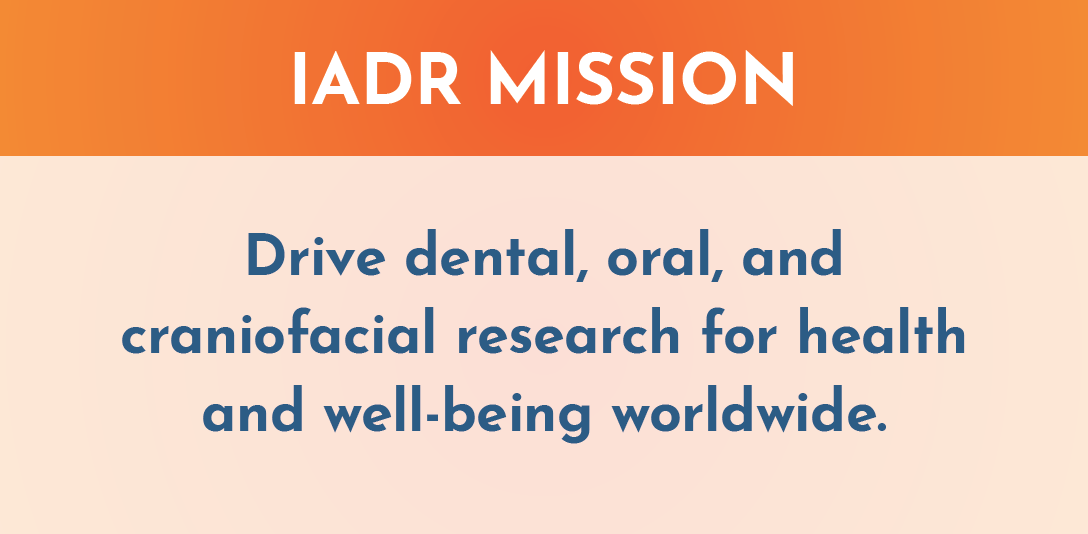 IADR MISSION
Drive dental, oral, and
craniofacial research for health
and well-being worldwide.